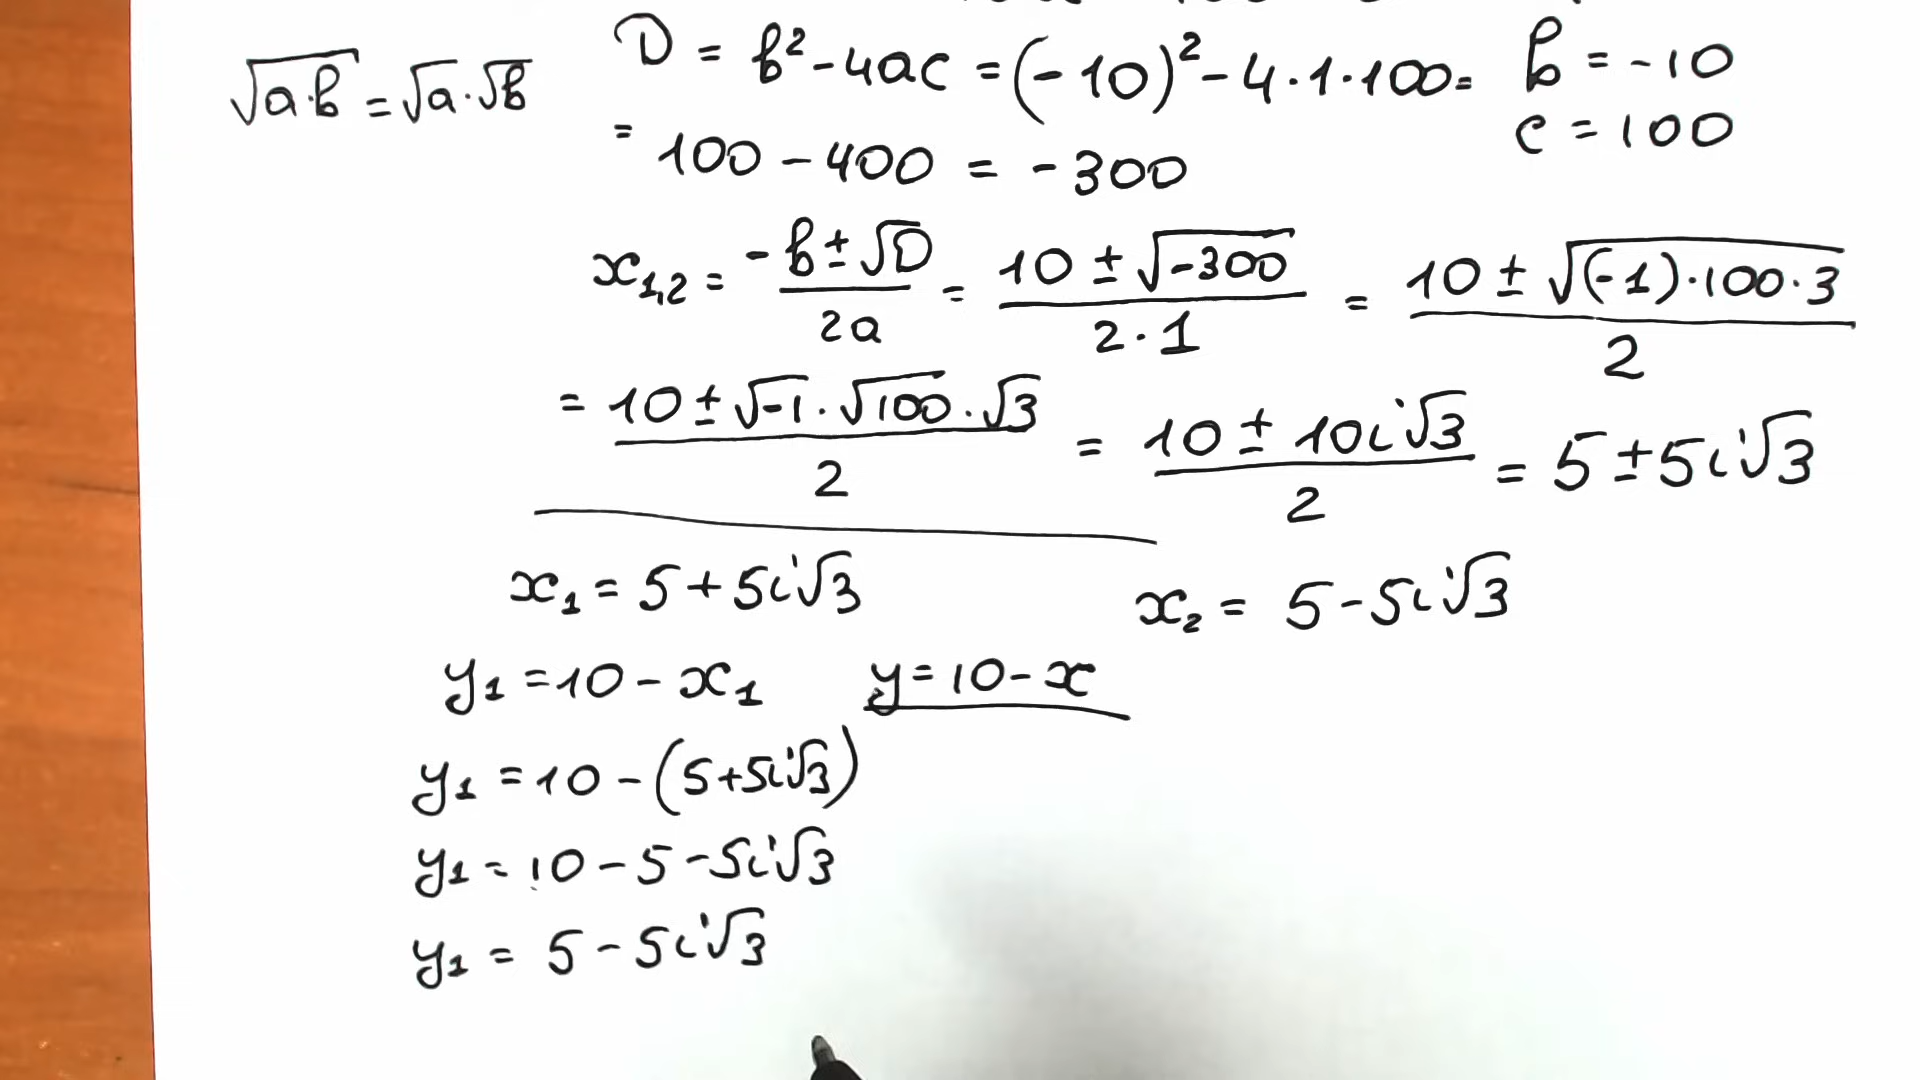 √a·b = √a·√b
D = b² - 4ac = (-10)² - 4·1·100 =
b = -10
c = 100
= 100 - 400 = -300
x₁,₂ = (-b ± √D)/(2a) = (10 ± √-300)/(2·1) = (10 ± √(-1)·100·3)/2
= (10 ± √-1·√100·√3)/2 = (10 ± 10i√3)/2 = 5 ± 5i√3
x₁ = 5 + 5i√3
x₂ = 5 - 5i√3
y₁ = 10 - x₁
y = 10 - x
y₁ = 10 - (5+5i√3)
y₁ = 10 - 5 - 5i√3
y₁ = 5 - 5i√3